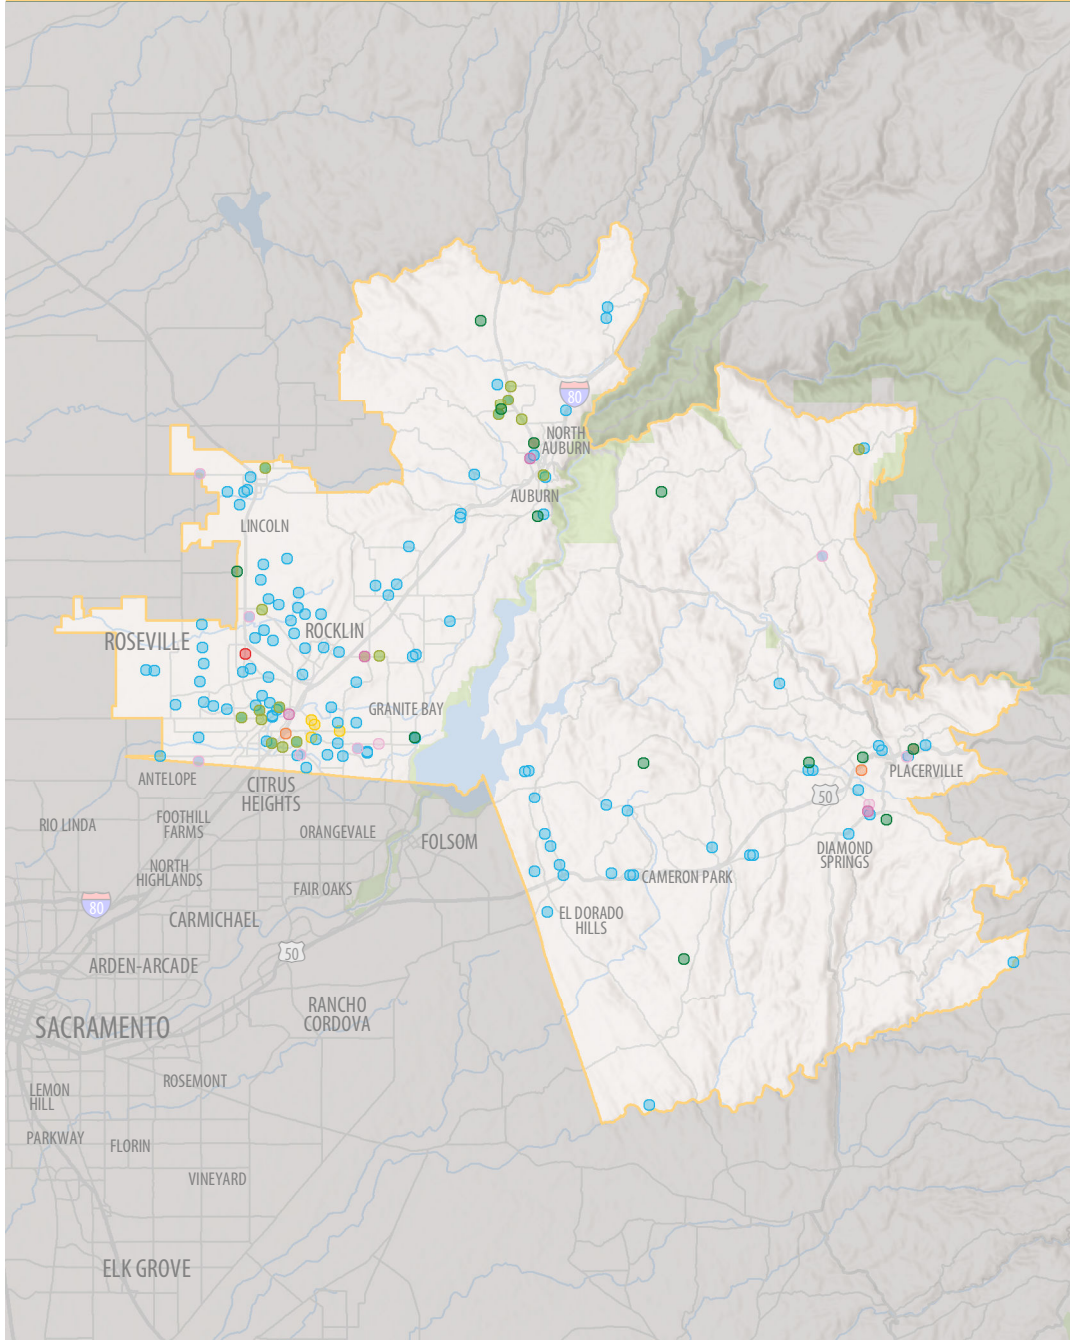 80
NORTH
AUBURN
AUBURN
LINCOLN
ROCKLIN
ROSEVILLE
GRANITE BAY
ANTELOPE
CITRUS
HEIGHTS
PLACERVILLE
50
RIO LINDA
FOOTHILL
FARMS
ORANGEVALE
FOLSOM
DIAMOND
SPRINGS
NORTH
HIGHLANDS
FAIR OAKS
CAMERON PARK
80
CARMICHAEL
EL DORADO
HILLS
50
ARDEN-ARCADE
RANCHO
CORDOVA
SACRAMENTO
ROSEMONT
LEMON
HILL
PARKWAY
FLORIN
VINEYARD
ELK GROVE